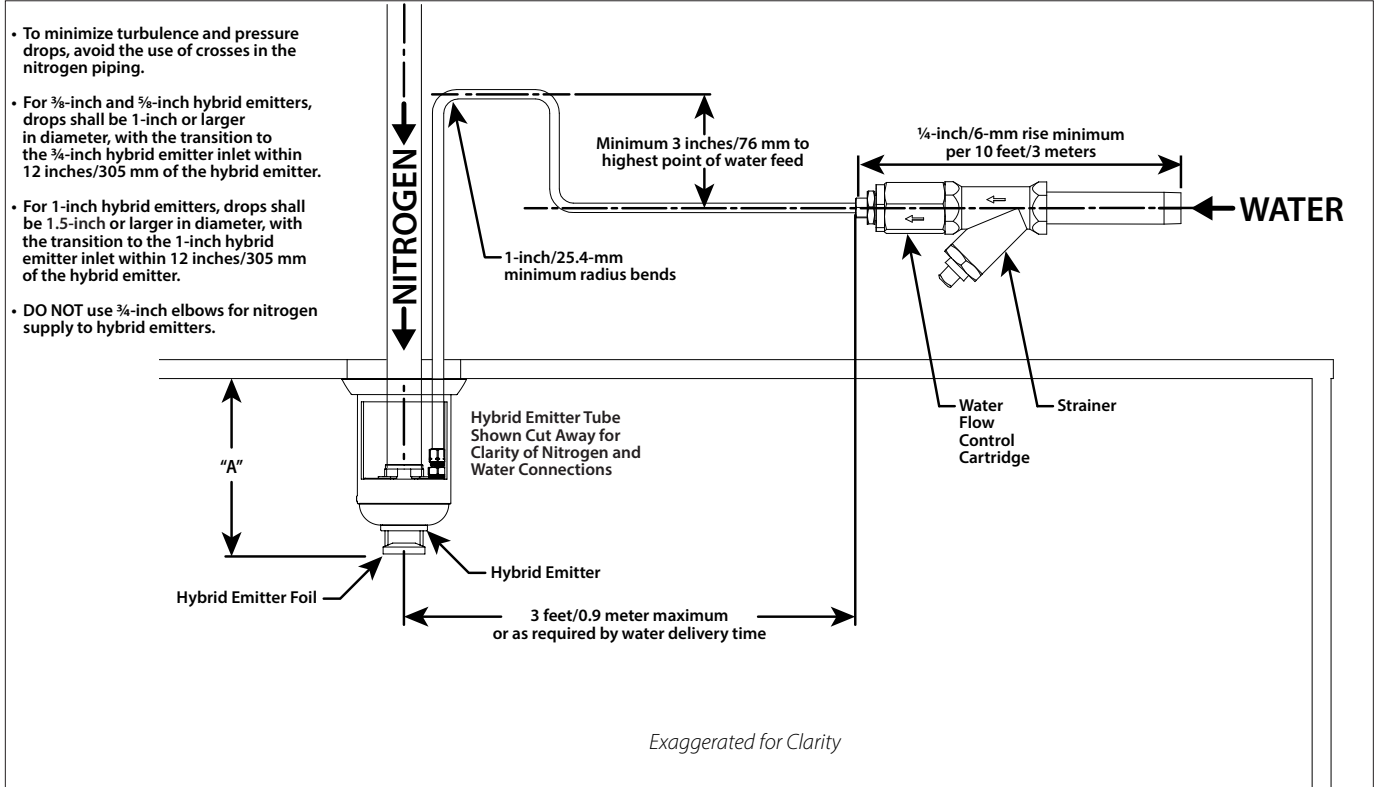 • To minimize turbulence and pressure
drops, avoid the use of crosses in the
nitrogen piping.
• For ⅜-inch and ⅝-inch hybrid emitters,
drops shall be 1-inch or larger
in diameter, with the transition to
the ¾-inch hybrid emitter inlet within
12 inches/305 mm of the hybrid emitter.
• For 1-inch hybrid emitters, drops shall
be 1.5-inch or larger in diameter, with
the transition to the 1-inch hybrid
emitter inlet within 12 inches/305 mm
of the hybrid emitter.
• DO NOT use ¾-inch elbows for nitrogen
supply to hybrid emitters.
NITROGEN
Minimum 3 inches/76 mm to
highest point of water feed
¼-inch/6-mm rise minimum
per 10 feet/3 meters
WATER
1-inch/25.4-mm
minimum radius bends
Water
Flow
Control
Cartridge
Strainer
Hybrid Emitter Tube
Shown Cut Away for
Clarity of Nitrogen and
Water Connections
“A”
Hybrid Emitter
Hybrid Emitter Foil
3 feet/0.9 meter maximum
or as required by water delivery time
Exaggerated for Clarity